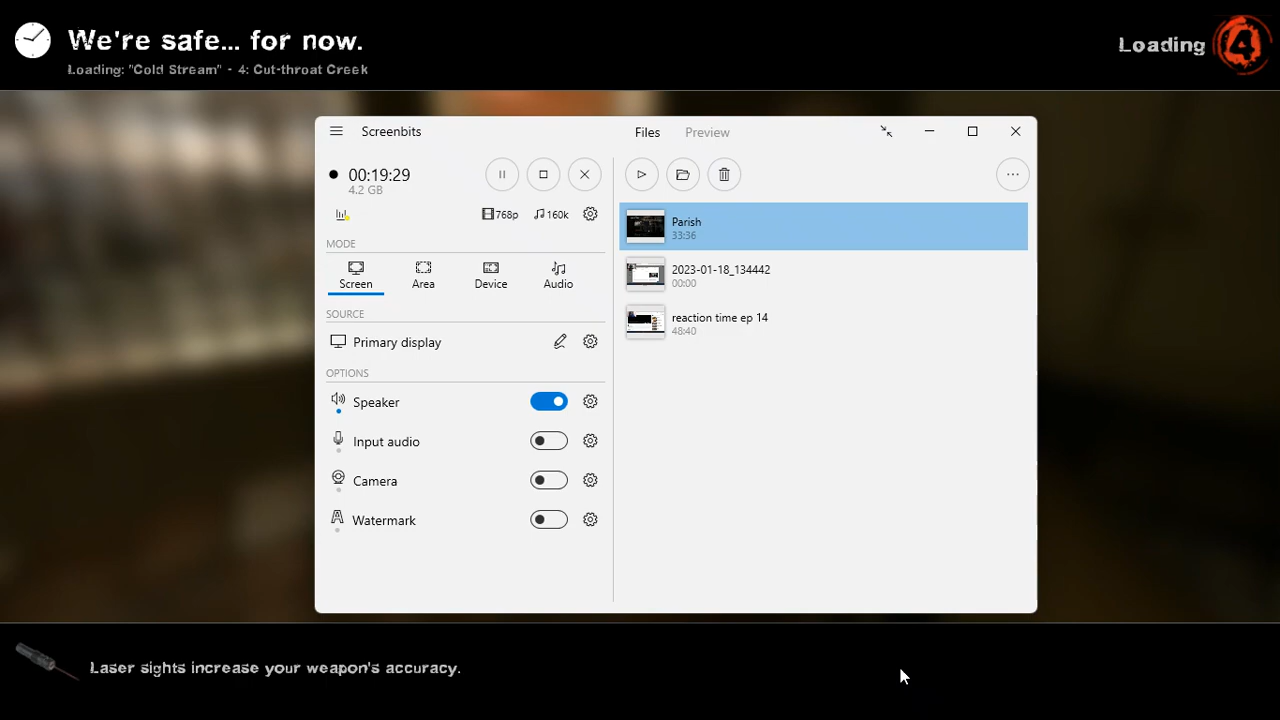 We're safe... for now.
Loading: "Cold Stream" - 4: Cut-throat Creek
Loading
4
Screenbits
Files
Preview
00:19:29
4.2 GB
768p
160k
MODE
Screen
Area
Device
Audio
SOURCE
Primary display
OPTIONS
Speaker
Input audio
Camera
Watermark
Parish
33:36
2023-01-18_134442
00:00
reaction time ep 14
48:40
Laser sights increase your weapon's accuracy.